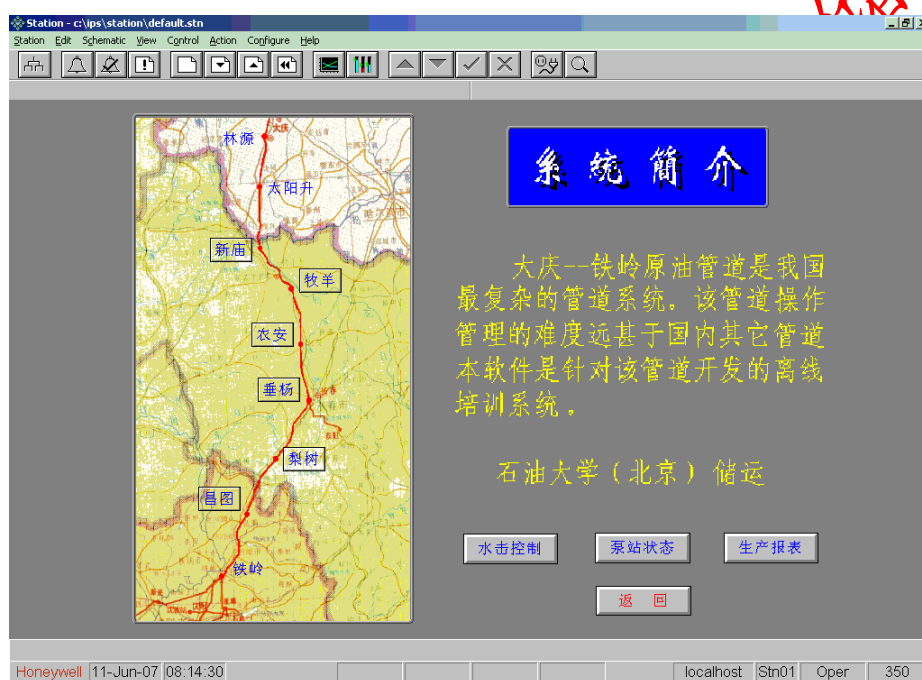 Station - c:\ips\station\default.stn
Station Edit Schematic View Control Action Configure Help
林源
大庆
太阳升
新庙
牧羊
农安
垂杨
梨树
昌图
铁岭
系統簡介
大庆--铁岭原油管道是我国
最复杂的管道系统。该管道操作
管理的难度远甚于国内其它管道
本软件是针对该管道开发的离线
培训系统。
石油大学(北京)储运
水击控制 泵站状态 生产报表
返 回
Honeywell 11-Jun-07 08:14:30 localhost Stn01 Oper 350